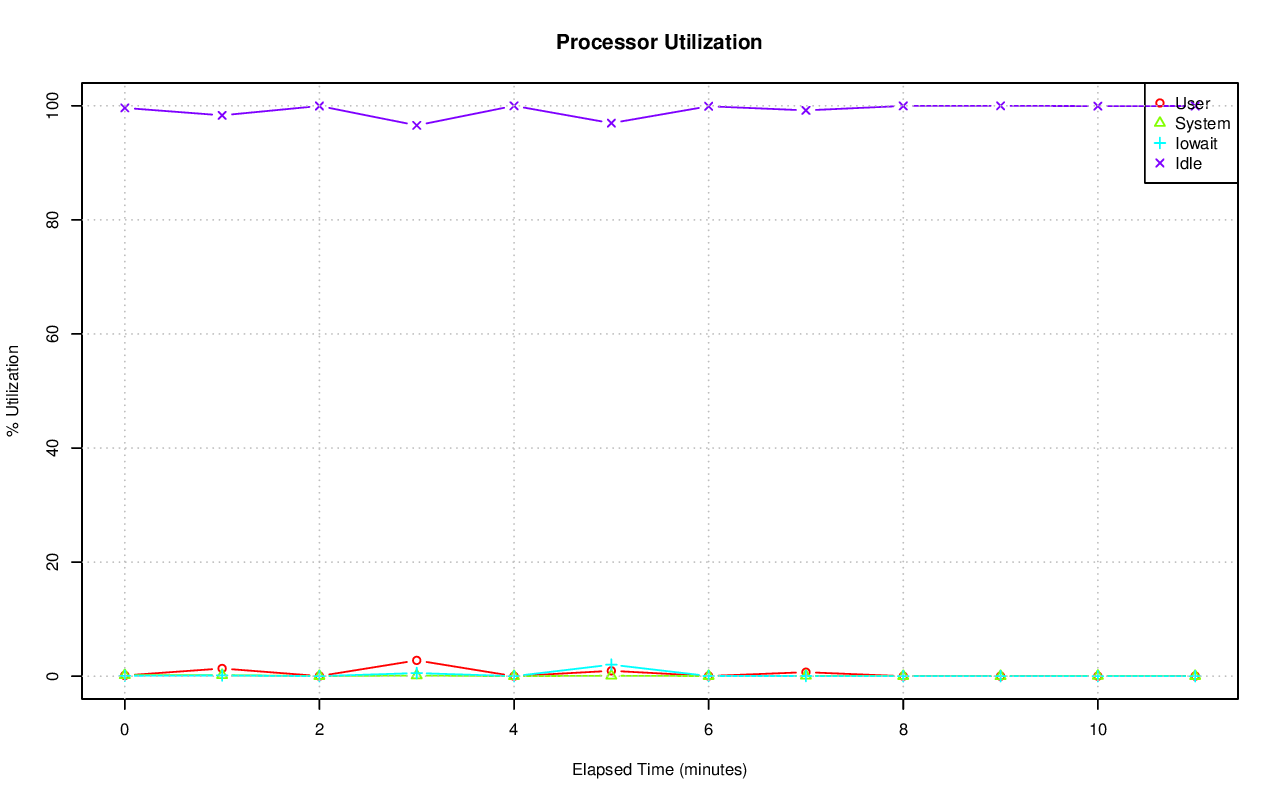 Processor Utilization
% Utilization
100
80
60
40
20
0
User
System
Iowait
Idle
0 2 4 6 8 10
Elapsed Time (minutes)